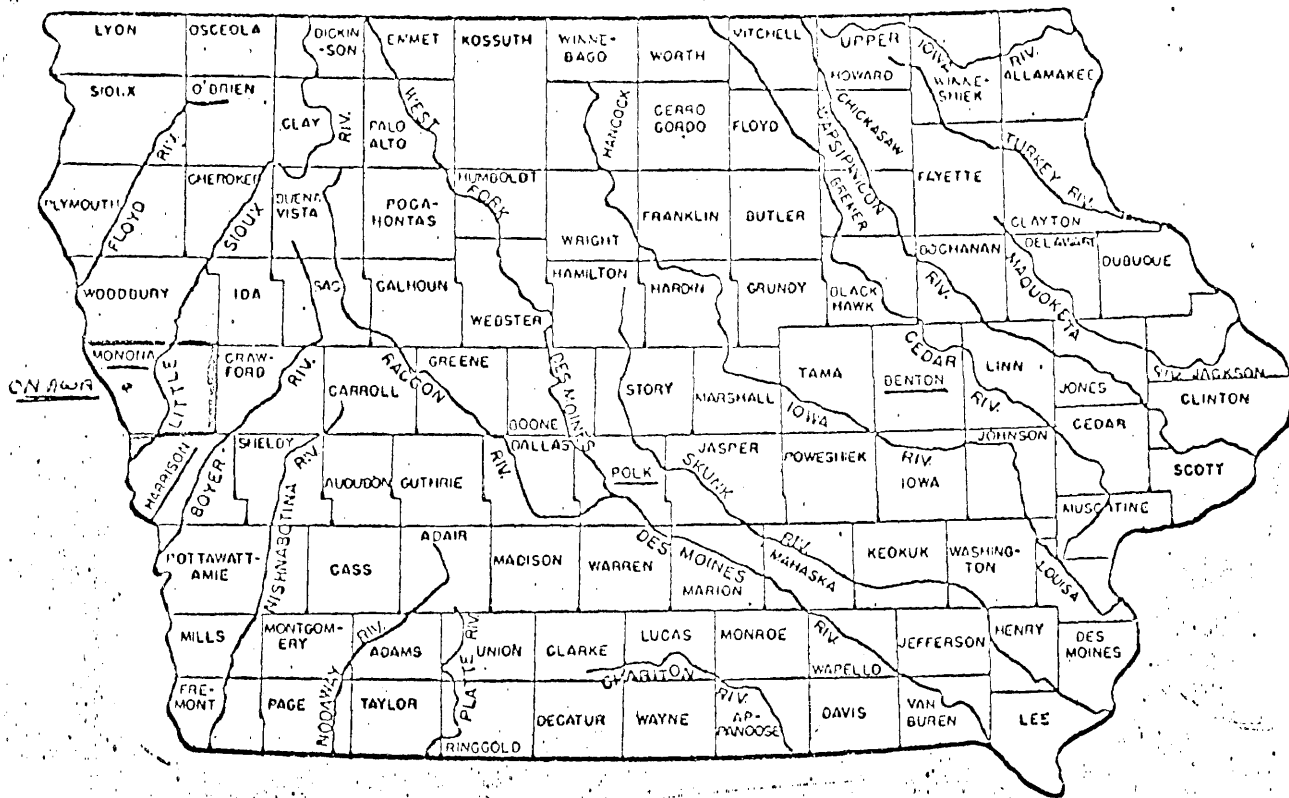 LYON
OSCEOLA
DICKIN
-SON
EMMET
KOSSUTH
WINNE-
BAGO
WORTH
MITCHELL
UPPER
IOWA
RIV.
HOWARD
WINNE-
SHIEK
ALLAMAKEE
SIOUX
O'BRIEN
CLAY
RIV.
PALO
ALTO
WEST
FORK
HANCOCK
CERRO
GORDO
FLOYD
CHICKASAW
WAPSIPINICON
RIV.
TURKEY RIV.
FAYETTE
CLAYTON
PLYMOUTH
FLOYD
RIV.
CHEROKEE
SIOUX
BUENA
VISTA
POCA-
HONTAS
HUMBOLDT
WRIGHT
FRANKLIN
BUTLER
BREMER
BUCHANAN
DELAWARE
DUBUQUE
MAQUOKETA
RIV.
WOODBURY
IDA
SAC
CALHOUN
WEBSTER
HAMILTON
HARDIN
GRUNDY
BLACK
HAWK
ONAWA
MONONA
LITTLE
CRAW-
FORD
RIV.
CARROLL
RACCOON
RIV.
GREENE
BOONE
DES MOINES
STORY
MARSHALL
TAMA
BENTON
CEDAR
RIV.
LINN
JONES
JACKSON
CLINTON
IOWA
RIV.
HARRISON
BOYER
SHELBY
RIV.
AUDUBON
GUTHRIE
DALLAS
POLK
JASPER
SKUNK
RIV.
POWESHIEK
IOWA
JOHNSON
CEDAR
SCOTT
MUSCATINE
POTTAWATT-
AMIE
NISHNABOTINA
CASS
ADAIR
MADISON
WARREN
DES MOINES
RIV.
MARION
MAHASKA
KEOKUK
WASHING-
TON
LOUISA
MILLS
MONTGOM-
ERY
RIV.
ADAMS
PLATTE
RIV.
UNION
CLARKE
LUCAS
MONROE
WAPELLO
JEFFERSON
HENRY
DES
MOINES
FRE-
MONT
PAGE
NODAWAY
TAYLOR
RINGGOLD
DECATUR
CHARITON
RIV.
WAYNE
AP-
PANOOSE
DAVIS
VAN
BUREN
LEE